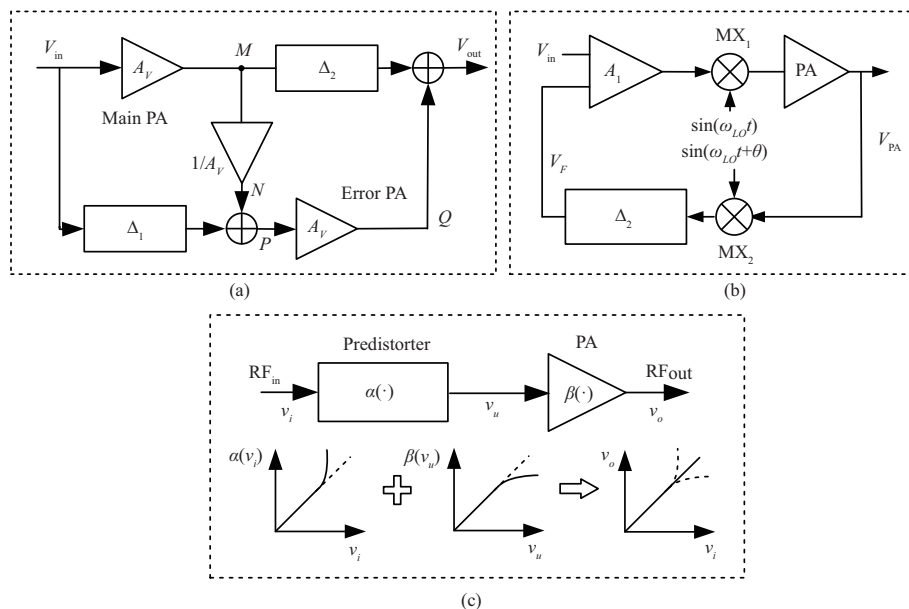 V_in
A_V
Main PA
M
Δ_2
V_out
1/A_V
N
Error PA
Δ_1
P
A_V
Q
(a)
V_in
A_1
MX_1
PA
sin(ω_LO t)
sin(ω_LO t+θ)
V_F
V_PA
Δ_2
MX_2
(b)
Predistorter
PA
RF_in
α(·)
β(·)
RFout
v_i
v_u
v_o
α(v_i)
β(v_u)
v_o
v_i
v_u
v_i
(c)